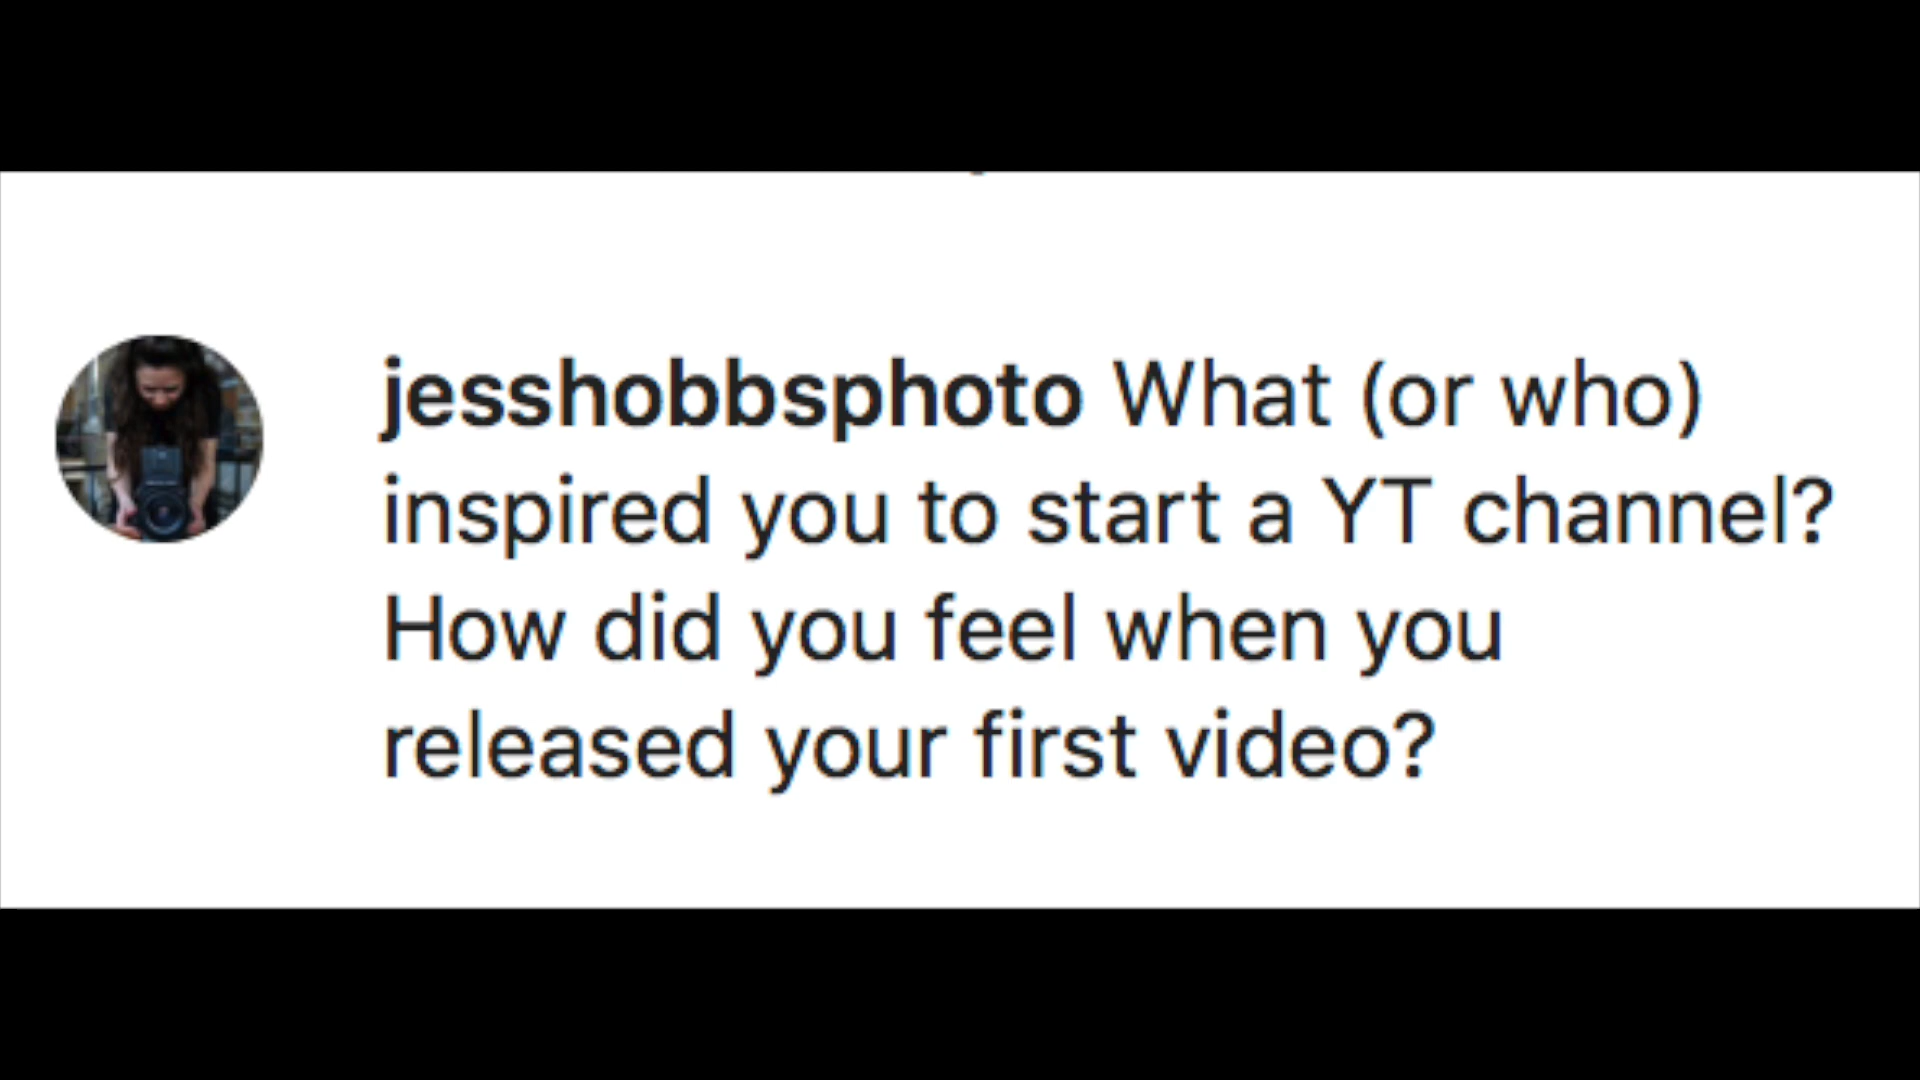 jesshobbsphoto What (or who)
inspired you to start a YT channel?
How did you feel when you
released your first video?